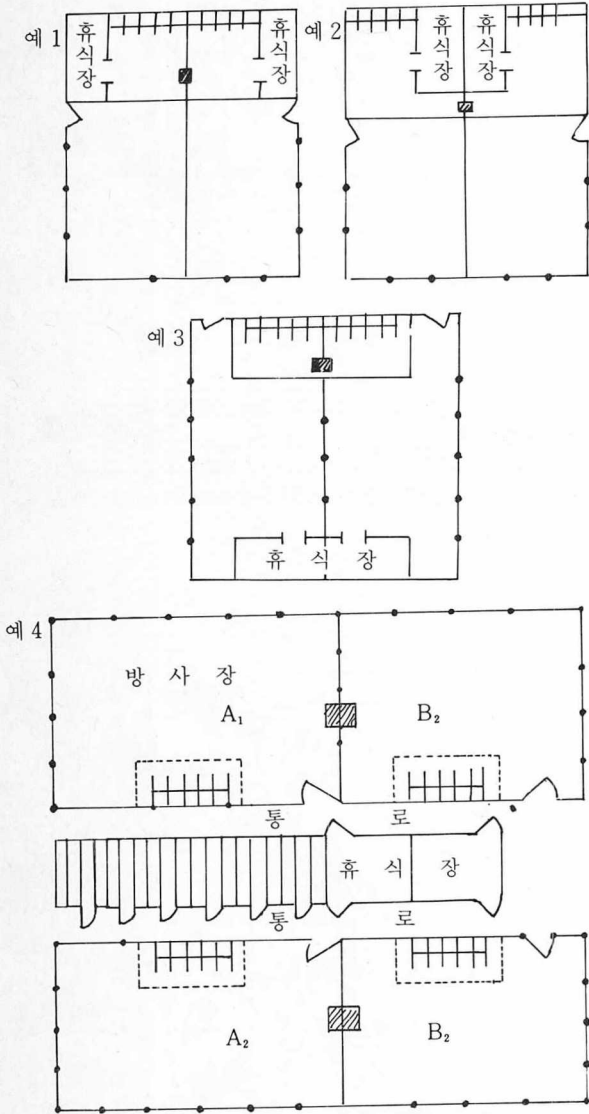 예 1
휴식장
휴식장
예 2
휴식장
휴식장
예 3
휴 식 장
예 4
방 사 장
A₁
B₂
통 로
휴 식 장
통 로
A₂
B₂